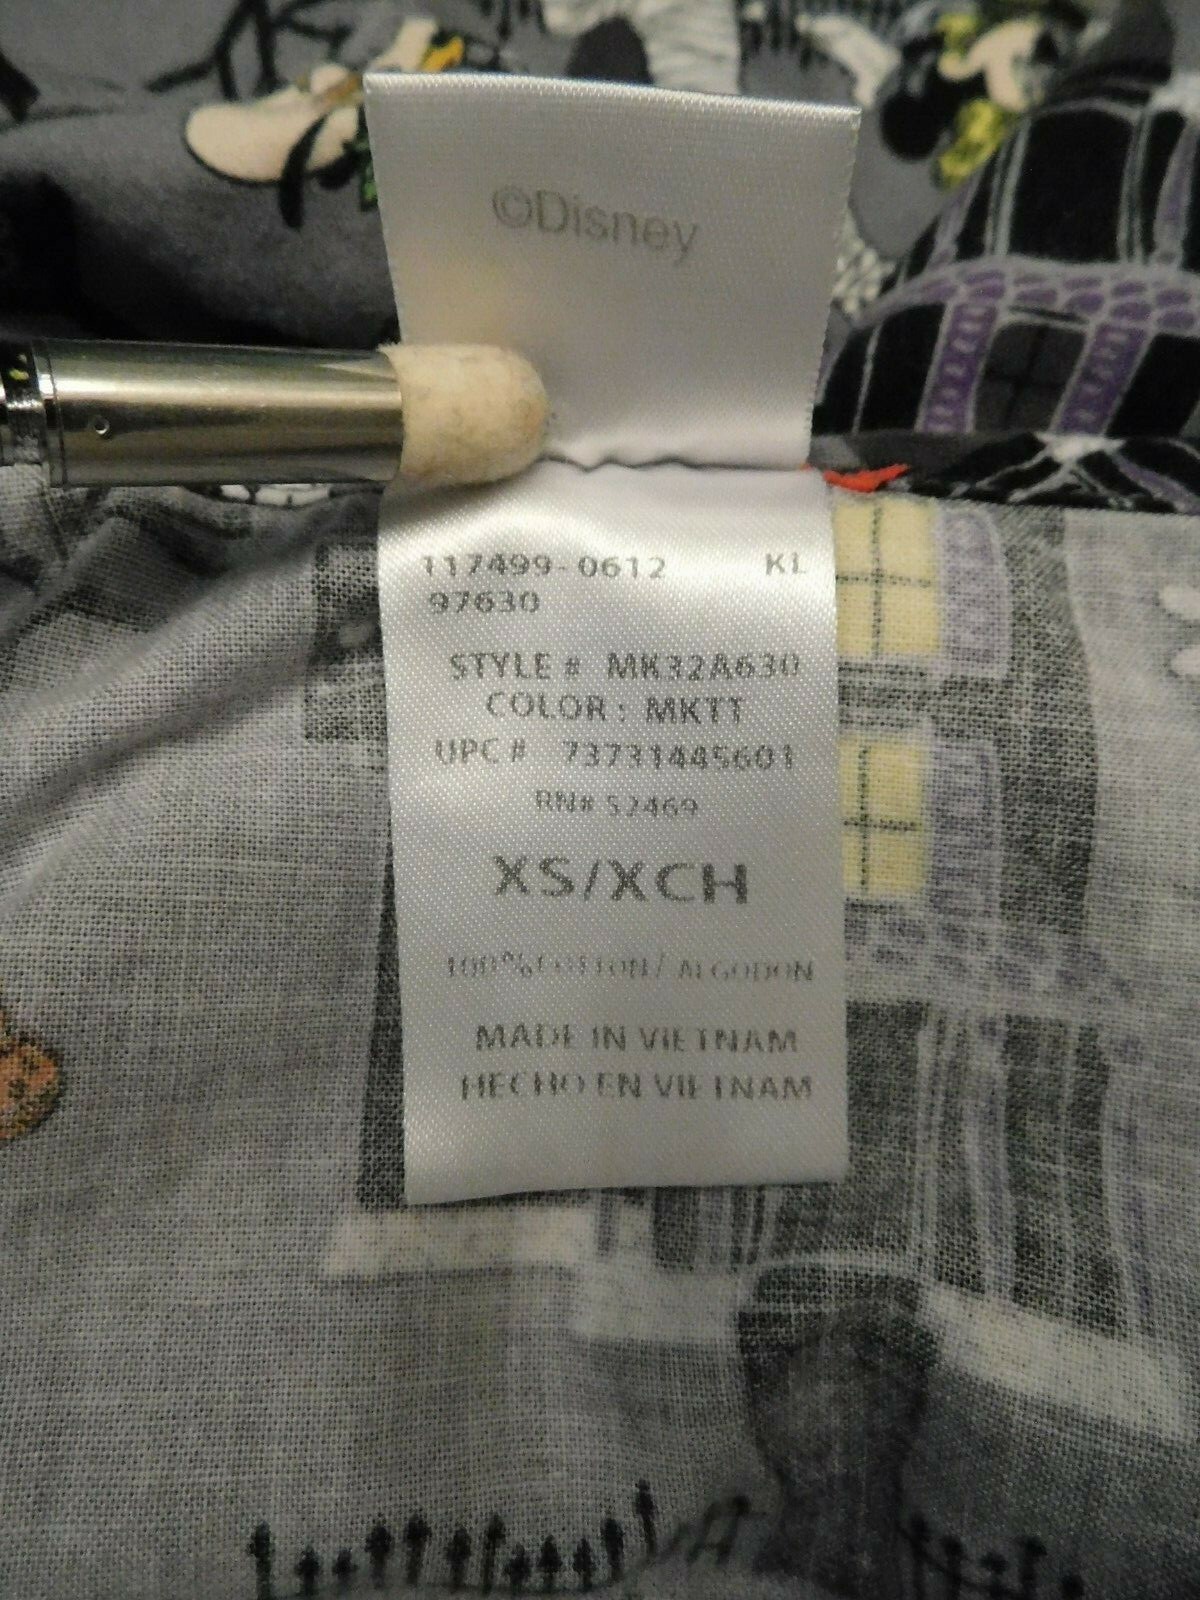 ©Disney
117499-0612 KL
97630
STYLE # MK32A630
COLOR: MKTT
UPC # 73731445601
RN# 52469
XS/XCH
100% COTTON/ ALGODON
MADE IN VIETNAM
HECHO EN VIETNAM